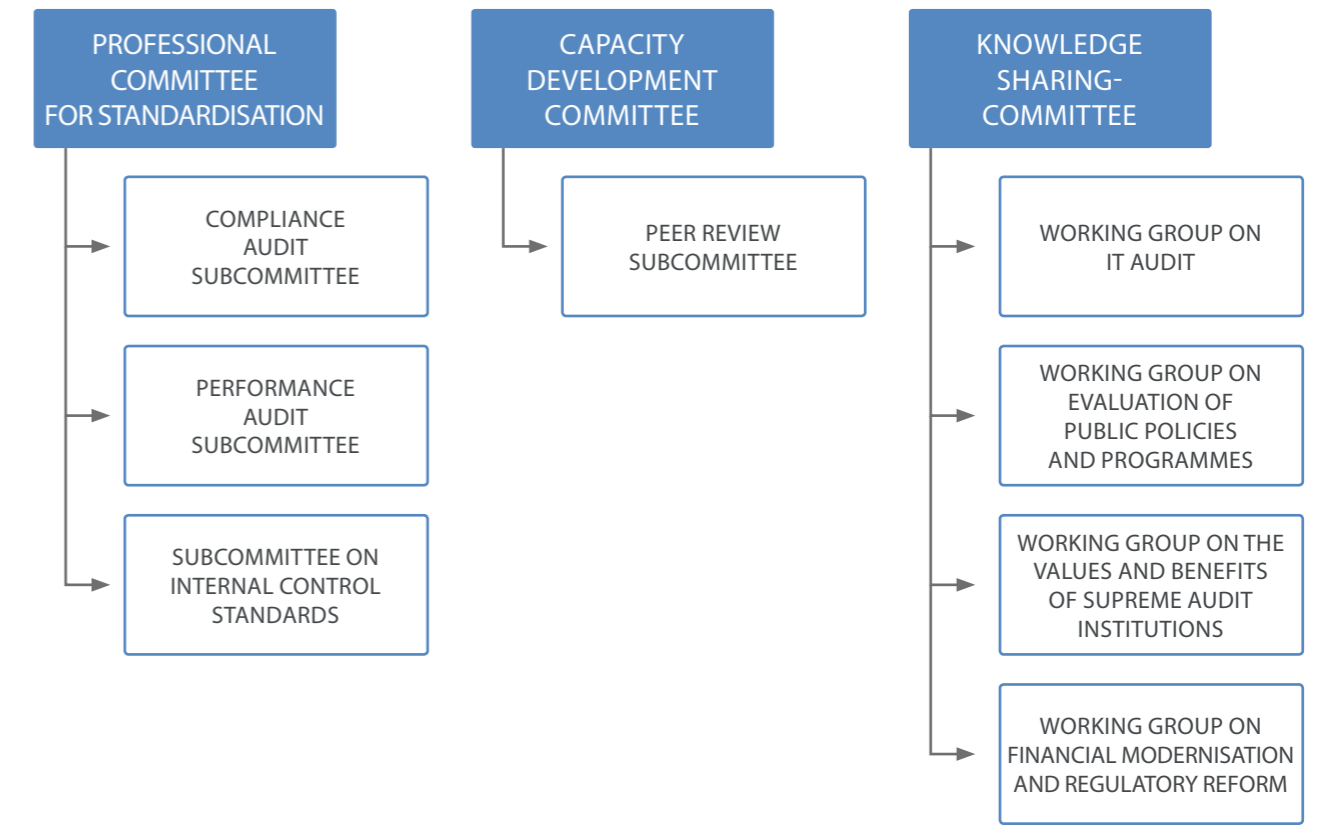 PROFESSIONAL
COMMITTEE
FOR STANDARDISATION
COMPLIANCE
AUDIT
SUBCOMMITTEE
PERFORMANCE
AUDIT
SUBCOMMITTEE
SUBCOMMITTEE ON
INTERNAL CONTROL
STANDARDS
CAPACITY
DEVELOPMENT
COMMITTEE
PEER REVIEW
SUBCOMMITTEE
KNOWLEDGE
SHARING-
COMMITTEE
WORKING GROUP ON
IT AUDIT
WORKING GROUP ON
EVALUATION OF
PUBLIC POLICIES
AND PROGRAMMES
WORKING GROUP ON THE
VALUES AND BENEFITS
OF SUPREME AUDIT
INSTITUTIONS
WORKING GROUP ON
FINANCIAL MODERNISATION
AND REGULATORY REFORM